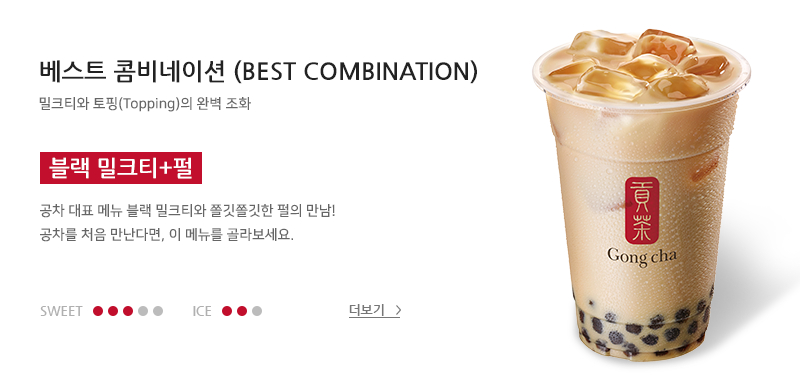 베스트 콤비네이션 (BEST COMBINATION)
밀크티와 토핑(Topping)의 완벽 조화
블랙 밀크티+펄
공차 대표 메뉴 블랙 밀크티와 쫄깃쫄깃한 펄의 만남!
공차를 처음 만난다면, 이 메뉴를 골라보세요.
SWEET
ICE
더보기
貢茶
Gong cha